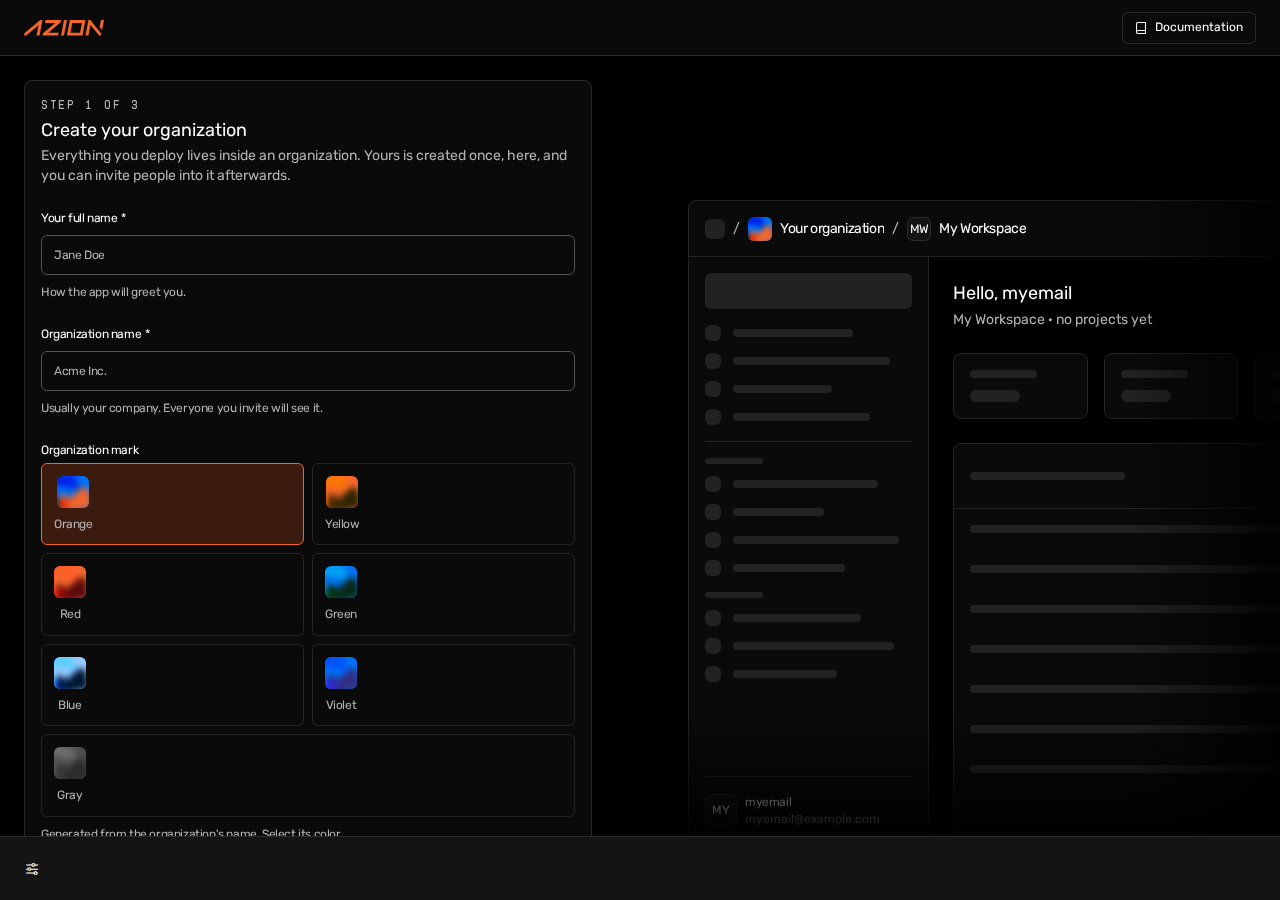 AZION
Documentation
STEP 1 OF 3
Create your organization
Everything you deploy lives inside an organization. Yours is created once, here, and
you can invite people into it afterwards.
Your full name *
Jane Doe
How the app will greet you.
Organization name *
Acme Inc.
Usually your company. Everyone you invite will see it.
Organization mark
Orange
Yellow
Red
Green
Blue
Violet
Gray
Generated from the organization's name. Select its color.
/ Your organization / MW My Workspace
Hello, myemail
My Workspace • no projects yet
MY
myemail
myemail@example.com